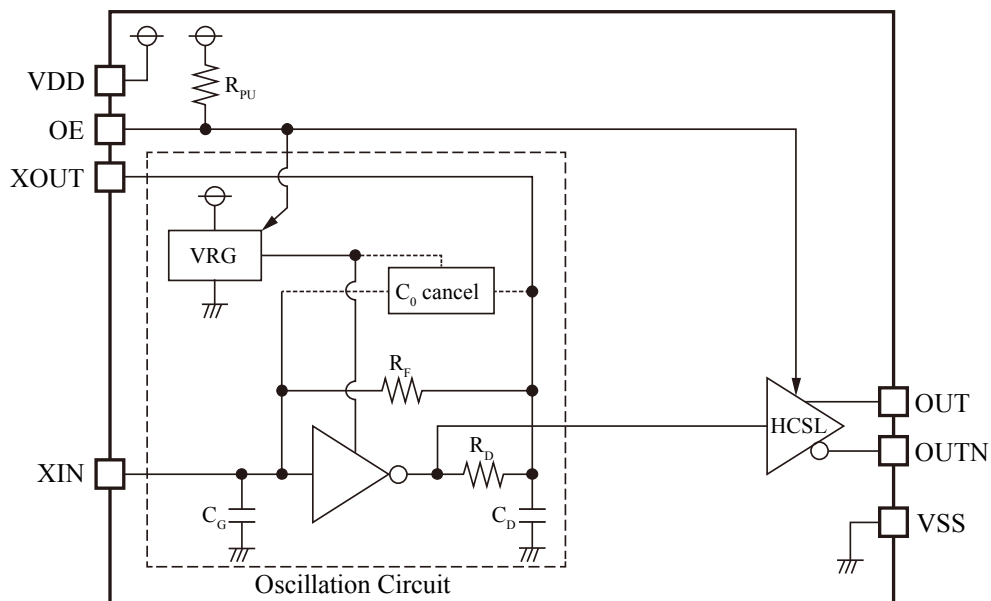 VDD
R_PU
OE
XOUT
VRG
C_0 cancel
R_F
OUT
HCSL
OUTN
R_D
XIN
C_G
C_D
VSS
Oscillation Circuit